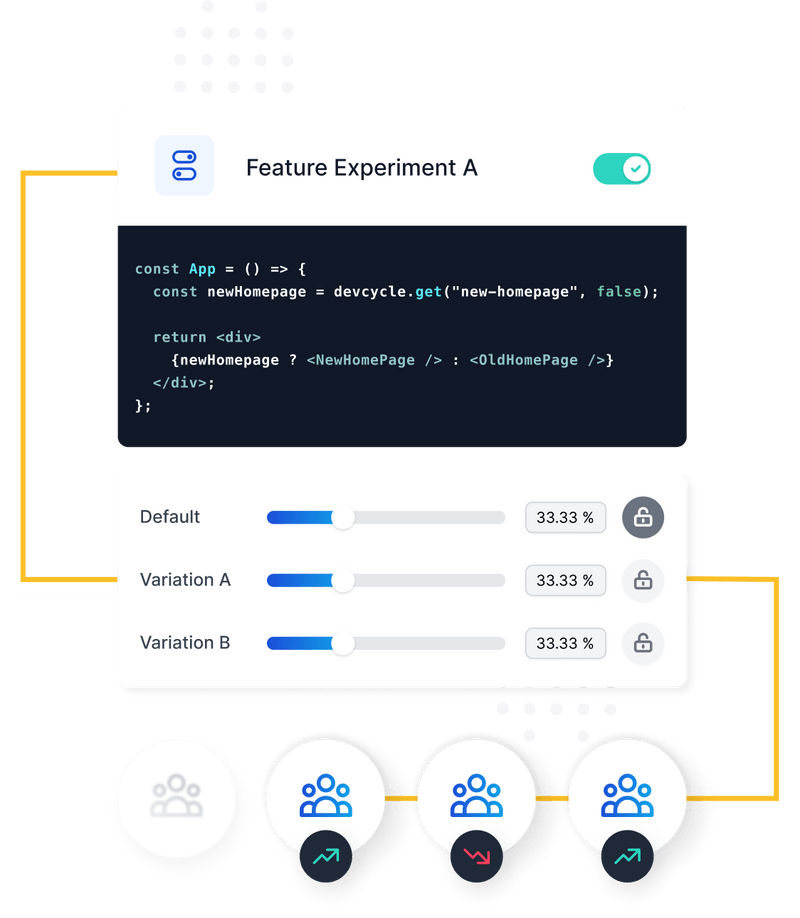 Feature Experiment A
const App = () => {
  const newHomepage = devcycle.get("new-homepage", false);
  return <div>
    {newHomepage ? <NewHomePage /> : <OldHomePage />}
  </div>;
};
Default 33.33 %
Variation A 33.33 %
Variation B 33.33 %